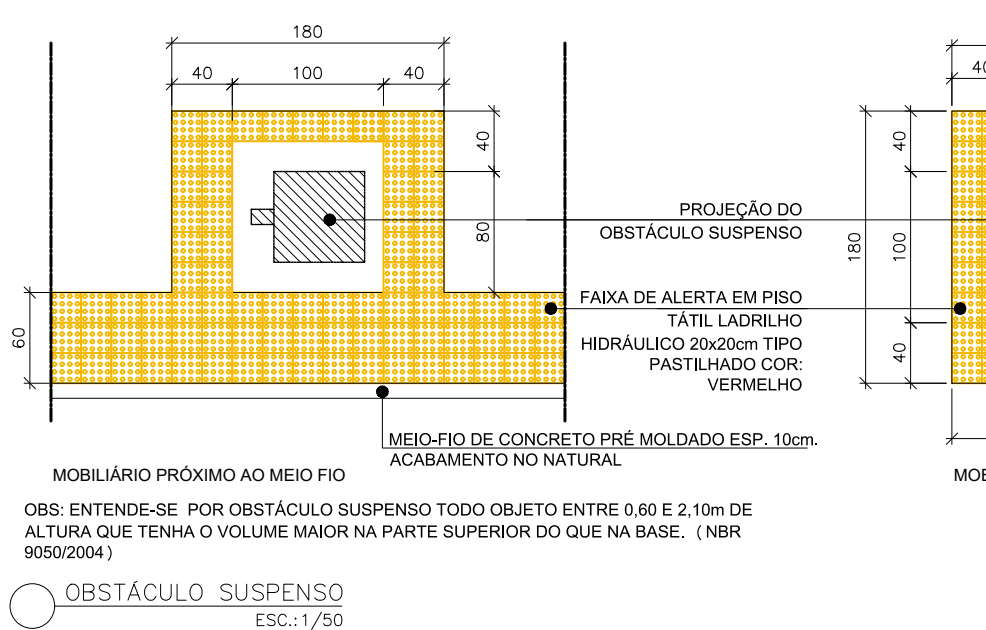 180
40
100
40
40
80
60
PROJEÇÃO DO
OBSTÁCULO SUSPENSO
FAIXA DE ALERTA EM PISO
TÁTIL LADRILHO
HIDRÁULICO 20x20cm TIPO
PASTILHADO COR:
VERMELHO
MEIO-FIO DE CONCRETO PRÉ MOLDADO ESP. 10cm.
ACABAMENTO NO NATURAL
40
180
40
100
40
MOBILIÁRIO PRÓXIMO AO MEIO FIO
OBS: ENTENDE-SE POR OBSTÁCULO SUSPENSO TODO OBJETO ENTRE 0,60 E 2,10m DE
ALTURA QUE TENHA O VOLUME MAIOR NA PARTE SUPERIOR DO QUE NA BASE. ( NBR
9050/2004 )
OBSTÁCULO SUSPENSO
ESC.: 1/50